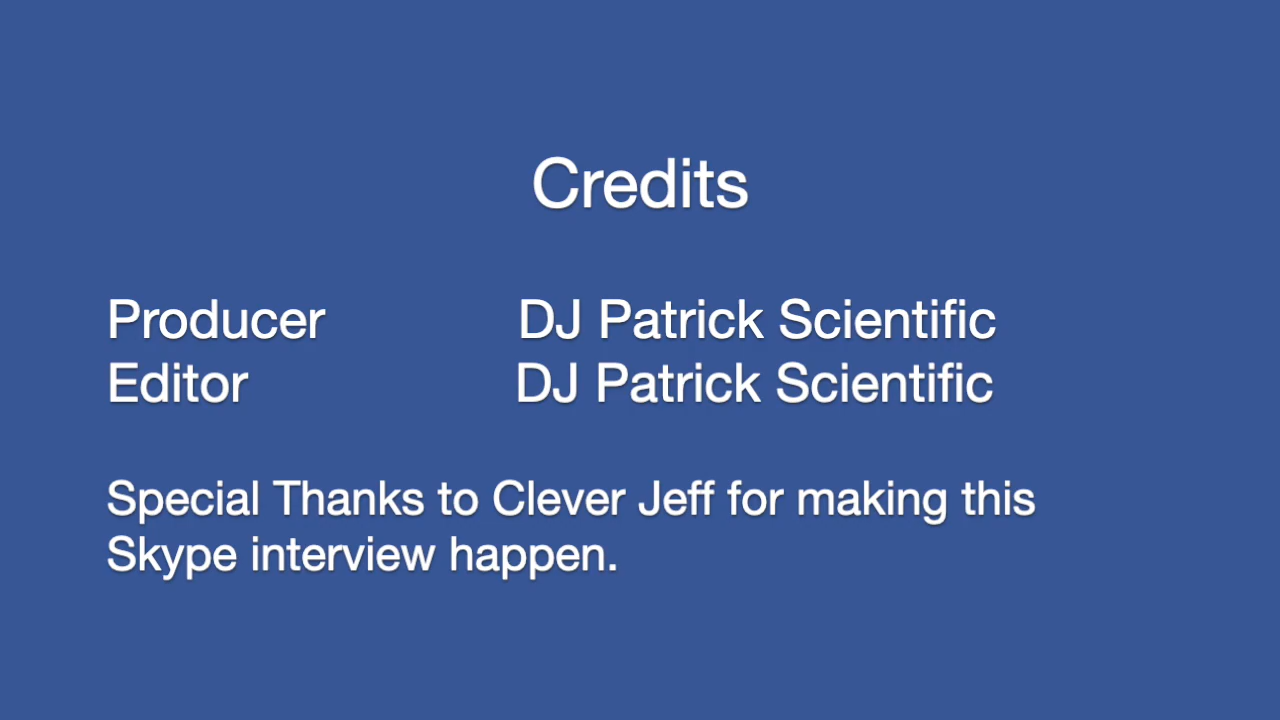 Credits
Producer DJ Patrick Scientific
Editor DJ Patrick Scientific
Special Thanks to Clever Jeff for making this
Skype interview happen.